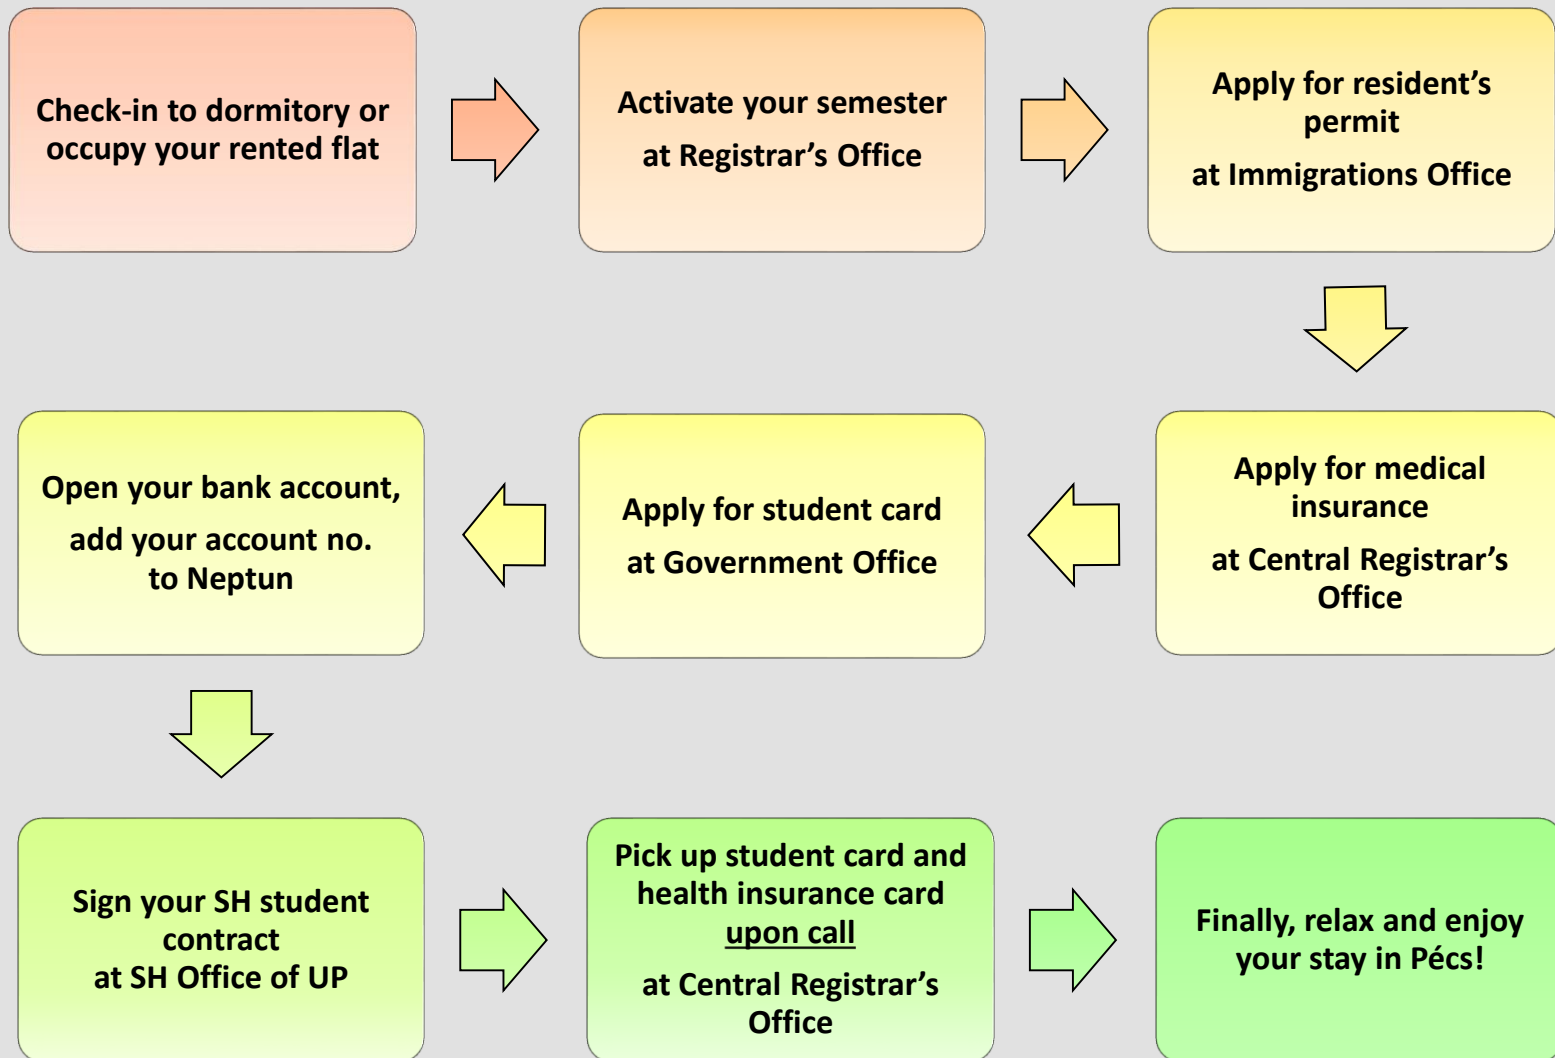 Check-in to dormitory or
occupy your rented flat
Activate your semester
at Registrar's Office
Apply for resident's
permit
at Immigrations Office
Apply for medical
insurance
at Central Registrar's
Office
Apply for student card
at Government Office
Open your bank account,
add your account no.
to Neptun
Sign your SH student
contract
at SH Office of UP
Pick up student card and
health insurance card
upon call
at Central Registrar's
Office
Finally, relax and enjoy
your stay in Pécs!